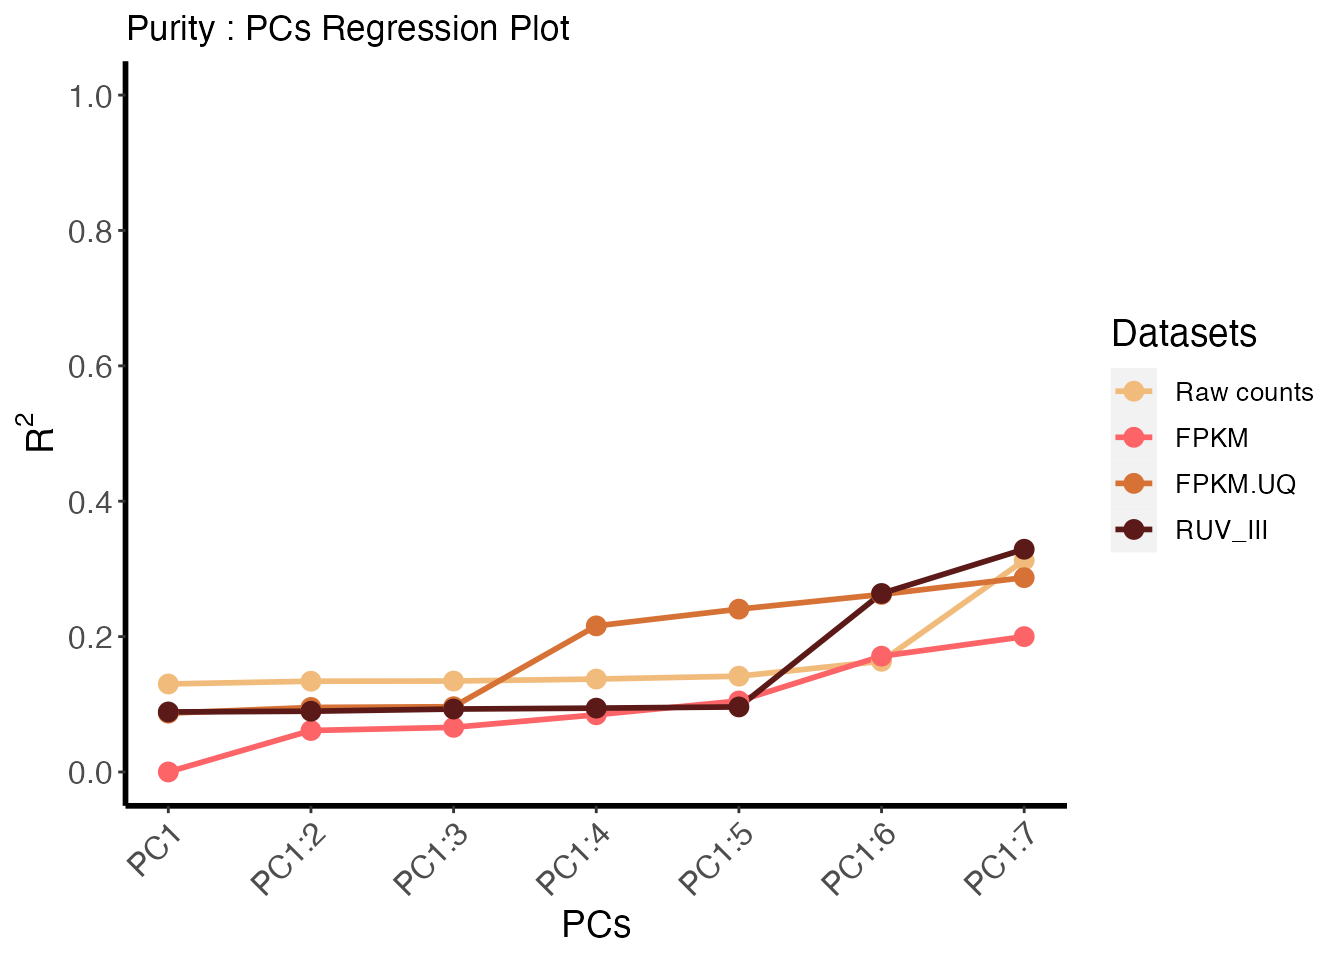 Purity : PCs Regression Plot
1.0
0.8
0.6
0.4
0.2
0.0
R²
PC1
PC1:2
PC1:3
PC1:4
PC1:5
PC1:6
PC1:7
PCs
Datasets
Raw counts
FPKM
FPKM.UQ
RUV_III